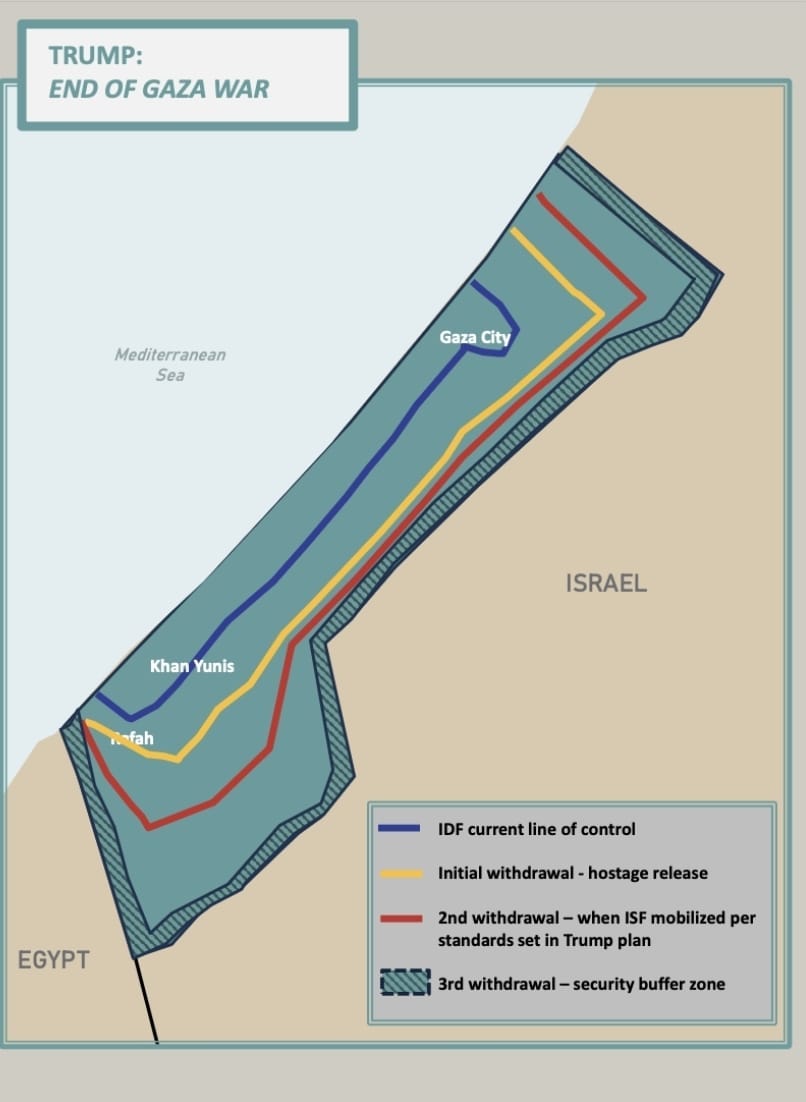 TRUMP:
END OF GAZA WAR
Mediterranean
Sea
Gaza City
ISRAEL
Khan Yunis
Rafah
EGYPT
IDF current line of control
Initial withdrawal - hostage release
2nd withdrawal – when ISF mobilized per
standards set in Trump plan
3rd withdrawal – security buffer zone